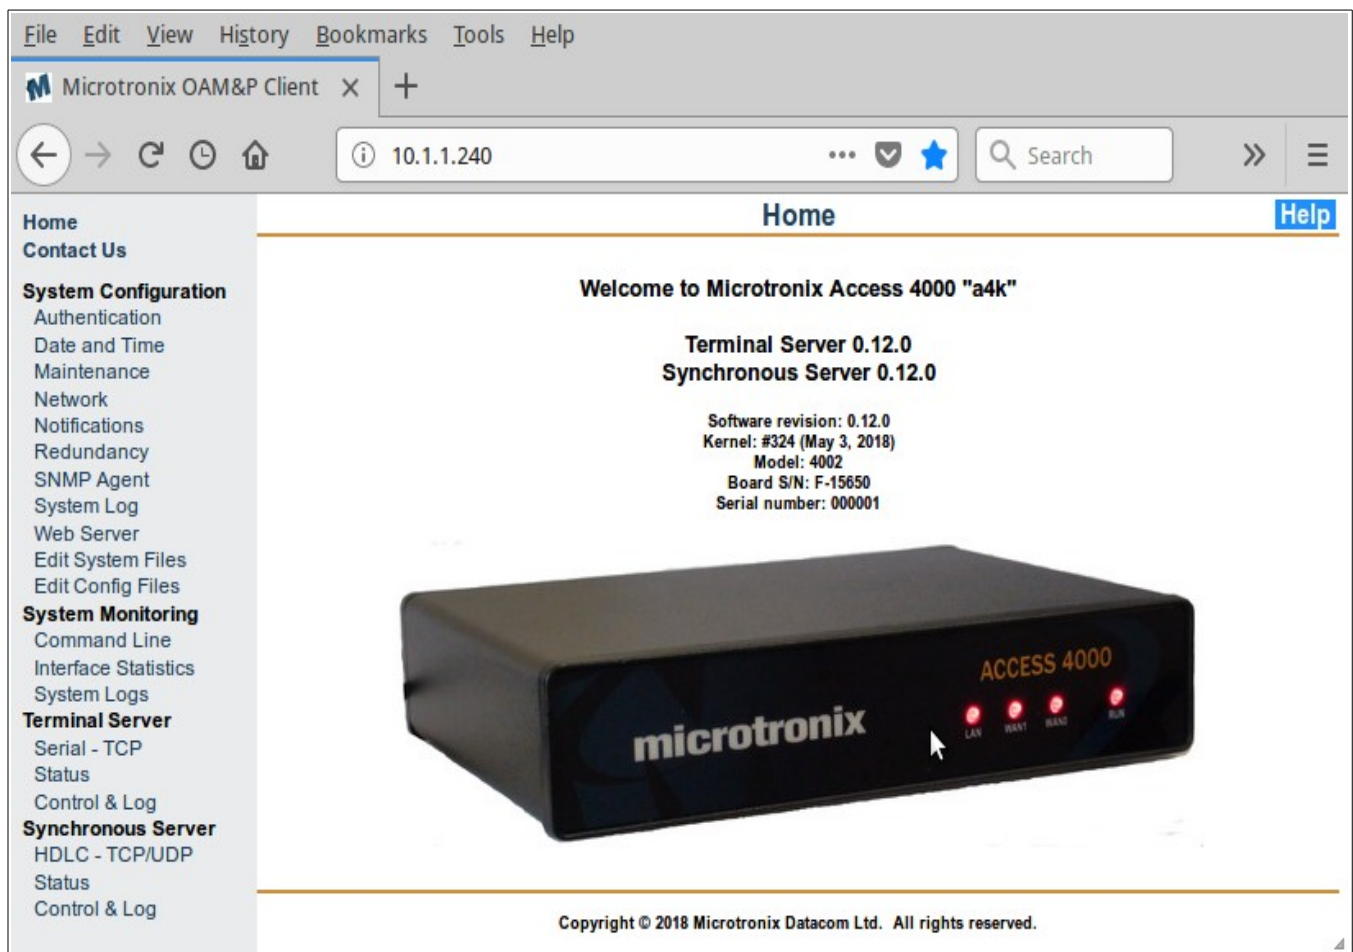 File Edit View History Bookmarks Tools Help
Microtronix OAM&P Client
10.1.1.240
Search
Home
Contact Us
System Configuration
Authentication
Date and Time
Maintenance
Network
Notifications
Redundancy
SNMP Agent
System Log
Web Server
Edit System Files
Edit Config Files
System Monitoring
Command Line
Interface Statistics
System Logs
Terminal Server
Serial - TCP
Status
Control & Log
Synchronous Server
HDLC - TCP/UDP
Status
Control & Log
Home Help
Welcome to Microtronix Access 4000 "a4k"
Terminal Server 0.12.0
Synchronous Server 0.12.0
Software revision: 0.12.0
Kernel: #324 (May 3, 2018)
Model: 4002
Board S/N: F-15650
Serial number: 000001
ACCESS 4000
microtronix
LAN WAN1 WAN2 RUN
Copyright © 2018 Microtronix Datacom Ltd. All rights reserved.